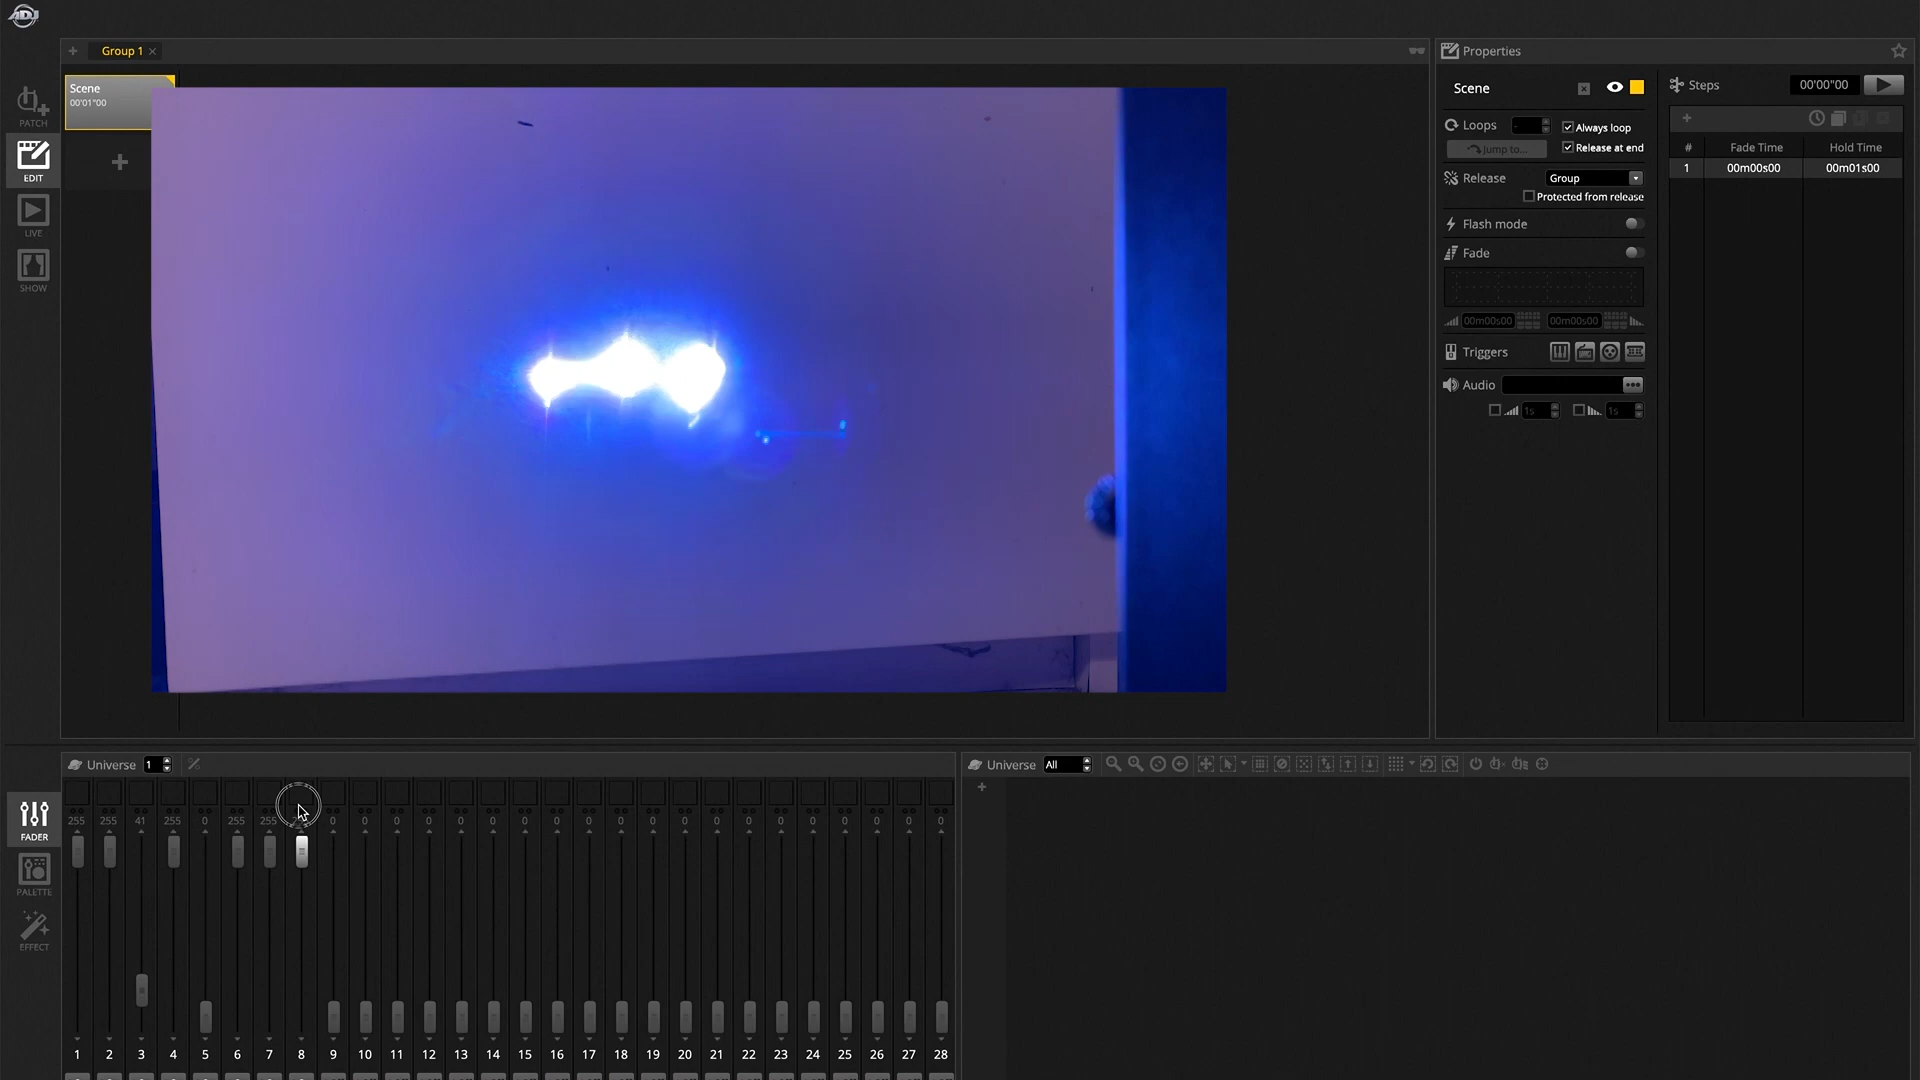 ADJ
Group 1
Properties
Scene
00'01"00
PATCH
EDIT
LIVE
SHOW
Scene
Loops
-
Always loop
Jump to...
Release at end
Release
Group
Protected from release
Flash mode
Fade
00m00s00
00m00s00
Triggers
Audio
1s
1s
Steps
00'00"00
# Fade Time Hold Time
1 00m00s00 00m01s00
Universe 1
Universe All
FADER
PALETTE
EFFECT
255 255 41 255 0 255 255 0 0 0 0 0 0 0 0 0 0 0 0 0 0 0 0 0 0 0 0
1 2 3 4 5 6 7 8 9 10 11 12 13 14 15 16 17 18 19 20 21 22 23 24 25 26 27 28